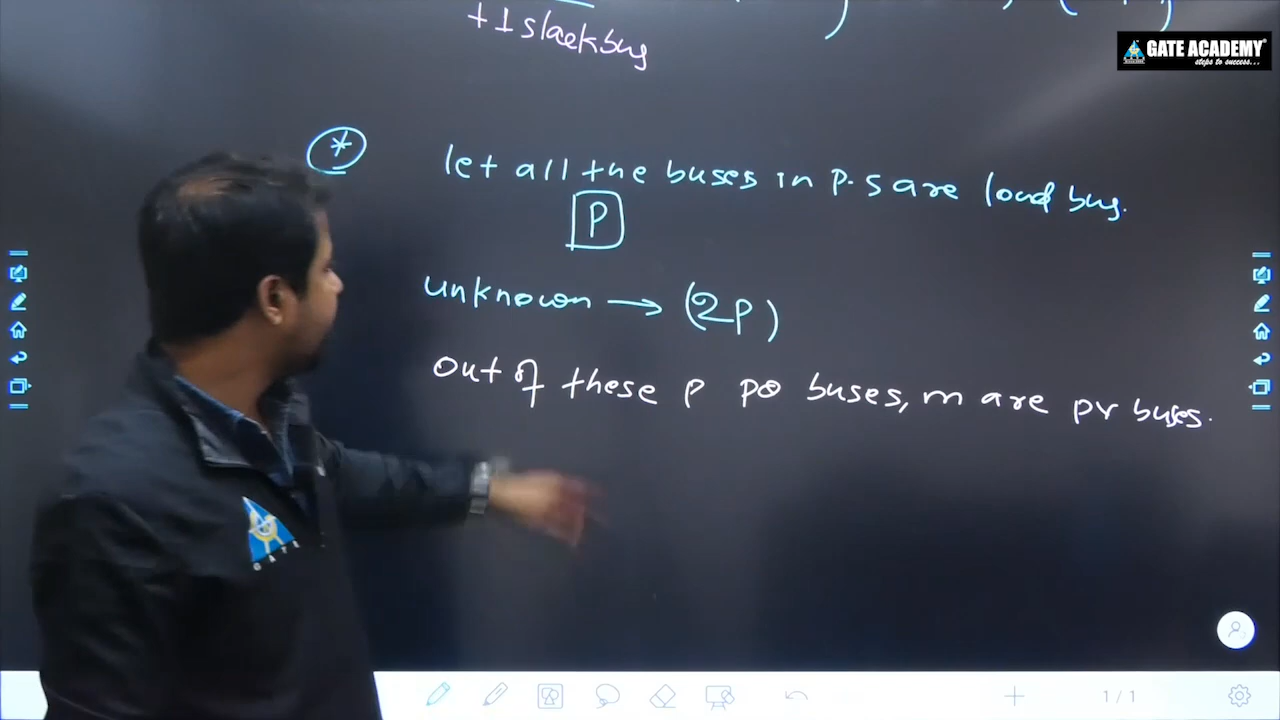 +1 slack bus
GATE ACADEMY
steps to success...
*
let all the buses in P.S are load bus.
P
unknown → (2P)
out of these P PQ buses, m are PV buses.
GATE
1/1